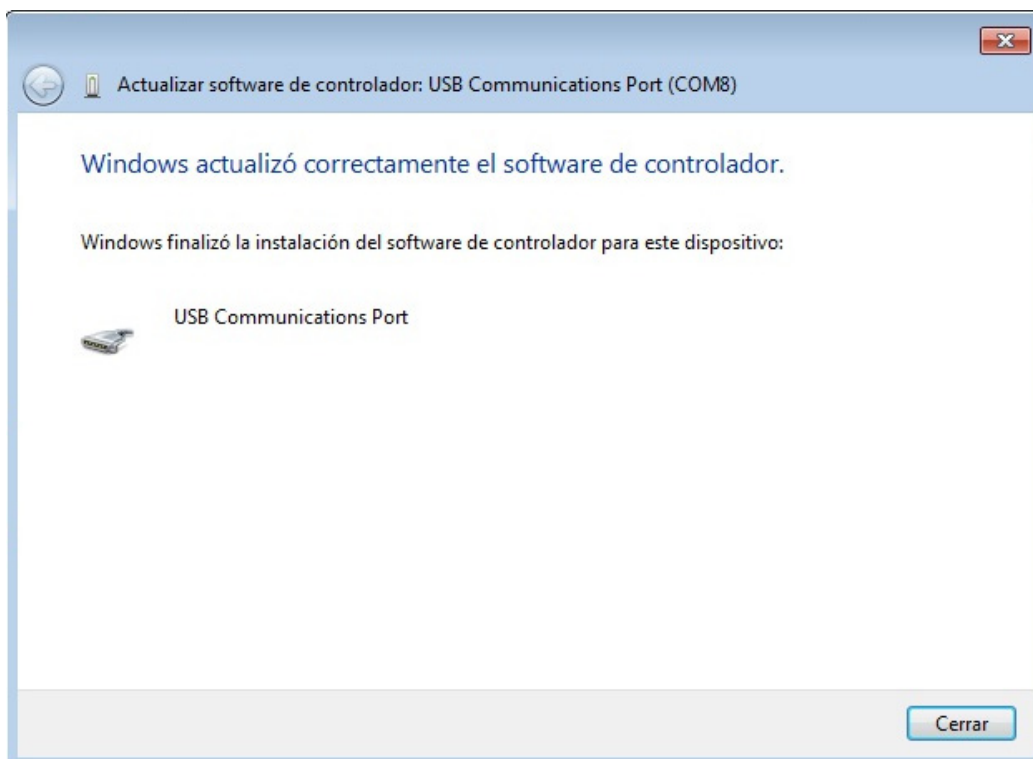 Actualizar software de controlador: USB Communications Port (COM8)
Windows actualizó correctamente el software de controlador.
Windows finalizó la instalación del software de controlador para este dispositivo:
USB Communications Port
Cerrar